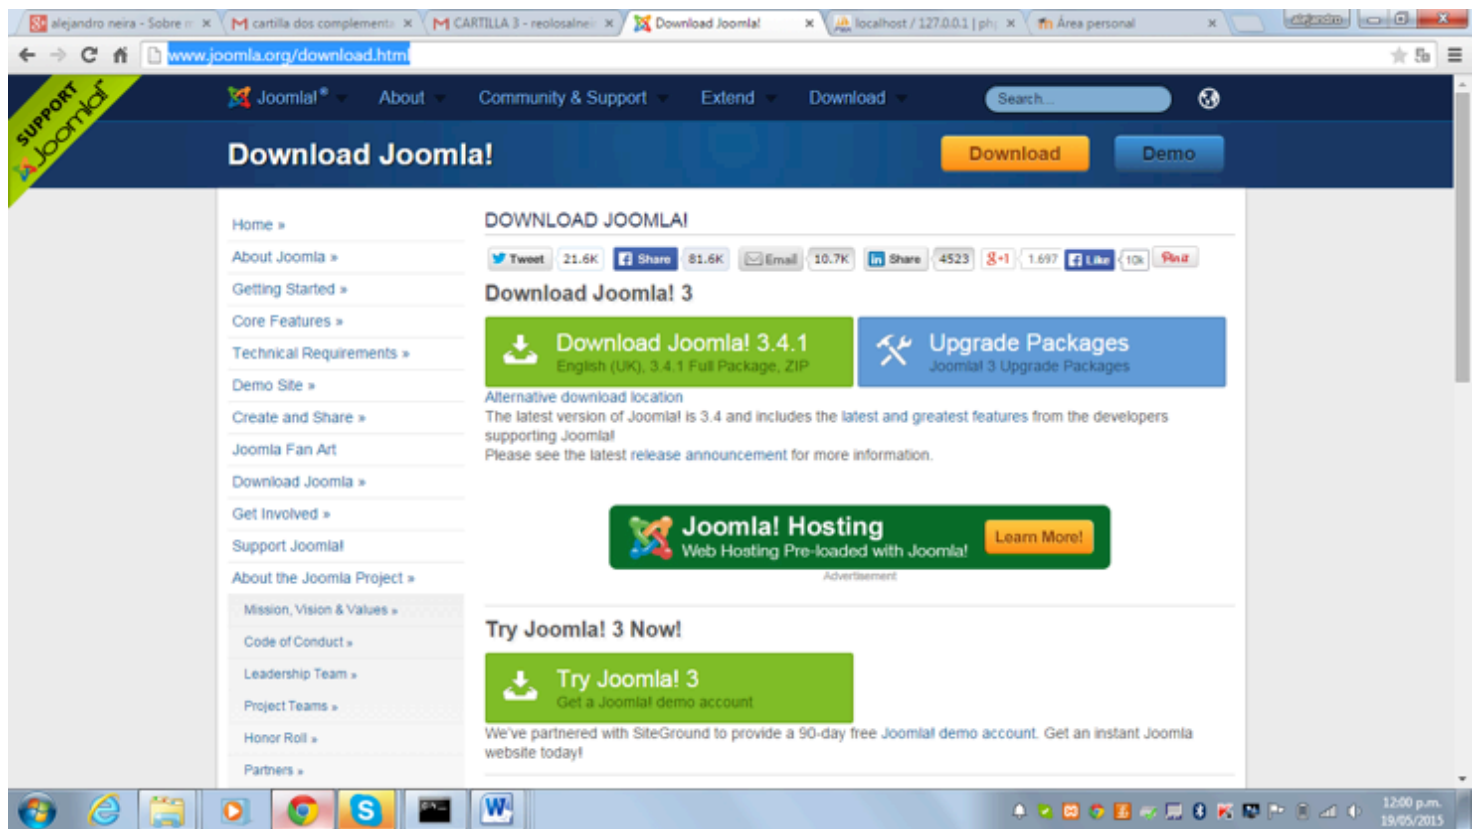 alejandro neira - Sobre m
cartilla dos complement
CARTILLA 3 - reolosalnei
Download Joomla!
localhost / 127.0.0.1 | ph
Área personal
alejandro
www.joomla.org/download.html
SUPPORT
Joomla!
Joomla!®
About
Community & Support
Extend
Download
Search...
Download Joomla!
Download
Demo
Home »
About Joomla »
Getting Started »
Core Features »
Technical Requirements »
Demo Site »
Create and Share »
Joomla Fan Art
Download Joomla »
Get Involved »
Support Joomla!
About the Joomla Project »
Mission, Vision & Values »
Code of Conduct »
Leadership Team »
Project Teams »
Honor Roll »
Partners »
DOWNLOAD JOOMLA!
Tweet 21.6K Share 81.6K Email 10.7K Share 4523 +1 1.697 Like 10k Pin it
Download Joomla! 3
Download Joomla! 3.4.1
English (UK), 3.4.1 Full Package, ZIP
Upgrade Packages
Joomla! 3 Upgrade Packages
Alternative download location
The latest version of Joomla! is 3.4 and includes the latest and greatest features from the developers
supporting Joomla!
Please see the latest release announcement for more information.
Joomla! Hosting
Web Hosting Pre-loaded with Joomla!
Learn More!
Advertisement
Try Joomla! 3 Now!
Try Joomla! 3
Get a Joomla! demo account
We've partnered with SiteGround to provide a 90-day free Joomla! demo account. Get an instant Joomla
website today!
12:00 p.m.
19/05/2015